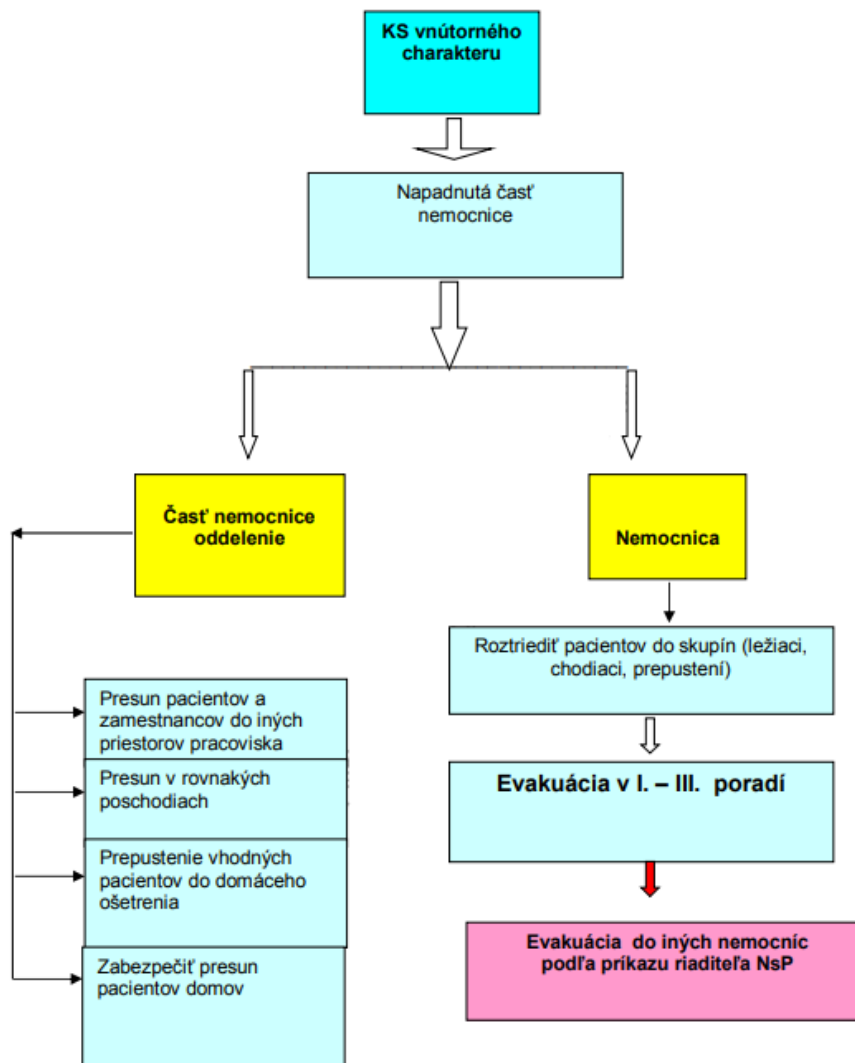 KS vnútorného
charakteru
Napadnutá časť
nemocnice
Časť nemocnice
oddelenie
Nemocnica
Roztriediť pacientov do skupín (ležiaci,
chodiaci, prepustení)
Presun pacientov a
zamestnancov do iných
priestorov pracoviska
Presun v rovnakých
poschodiach
Prepustenie vhodných
pacientov do domáceho
ošetrenia
Zabezpečiť presun
pacientov domov
Evakuácia v I. – III. poradí
Evakuácia do iných nemocníc
podľa príkazu riaditeľa NsP